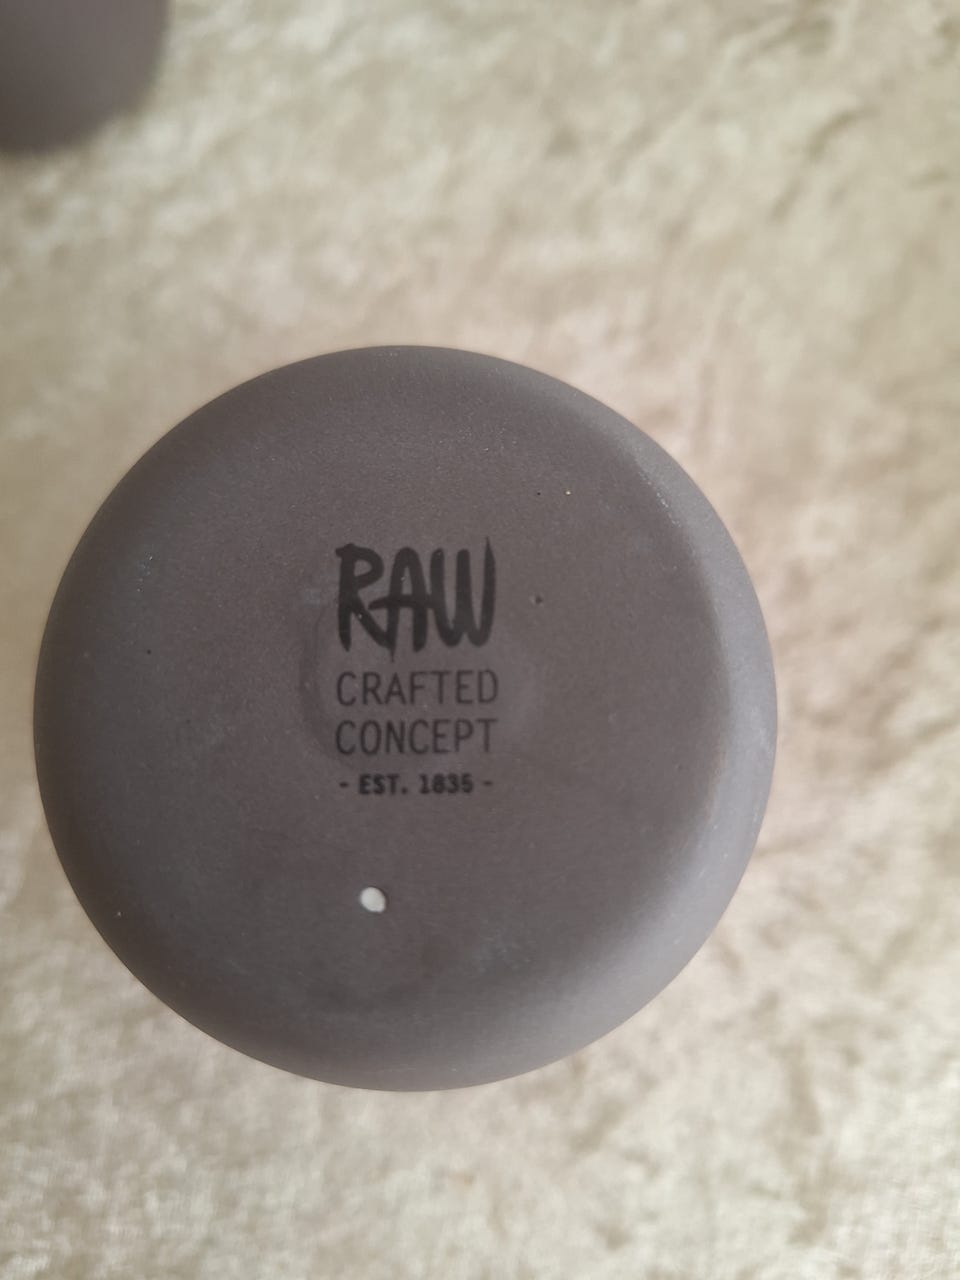 RAW
CRAFTED
CONCEPT
- EST. 1835 -